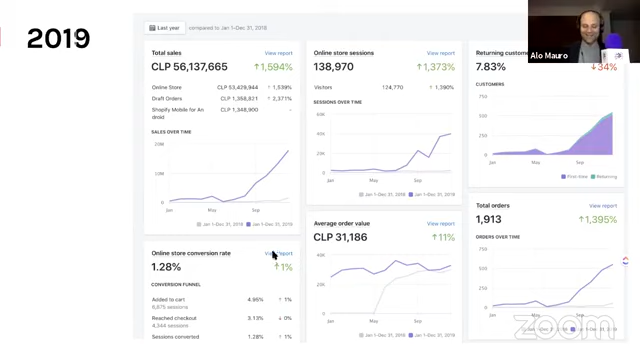 2019
Last year
compared to Jan 1-Dec 31, 2018
Total sales
View report
CLP 56,137,665
↑1,594%
Online Store
CLP 53,429,944
↑ 1,539%
Draft Orders
CLP 1,358,821
↑ 2,371%
Shopify Mobile for An
droid
CLP 1,348,900
-
SALES OVER TIME
20M
10M
0
Jan
May
Sep
Jan 1-Dec 31, 2018
Jan 1-Dec 31, 2019
Online store conversion rate
View report
1.28%
↑1%
CONVERSION FUNNEL
Added to cart
4.95%
↑ 1%
6,875 sessions
Reached checkout
3.13%
↓ 0%
4,344 sessions
Sessions converted
1.28%
↑ 1%
Online store sessions
View report
138,970
↑1,373%
Visitors
124,770
↑ 1,390%
SESSIONS OVER TIME
60K
20K
0
Jan
May
Sep
Jan 1-Dec 31, 2018
Jan 1-Dec 31, 2019
Average order value
View report
CLP 31,186
↑11%
40K
20K
0
Jan
May
Sep
Jan 1-Dec 31, 2018
Jan 1-Dec 31, 2019
Returning custome
7.83%
↓34%
CUSTOMERS
750
500
250
0
Jan
Sep
First-time
Returning
Total orders
View report
1,913
↑1,395%
ORDERS OVER TIME
750
500
250
0
Jan
May
Sep
Alo Mauro
zoom